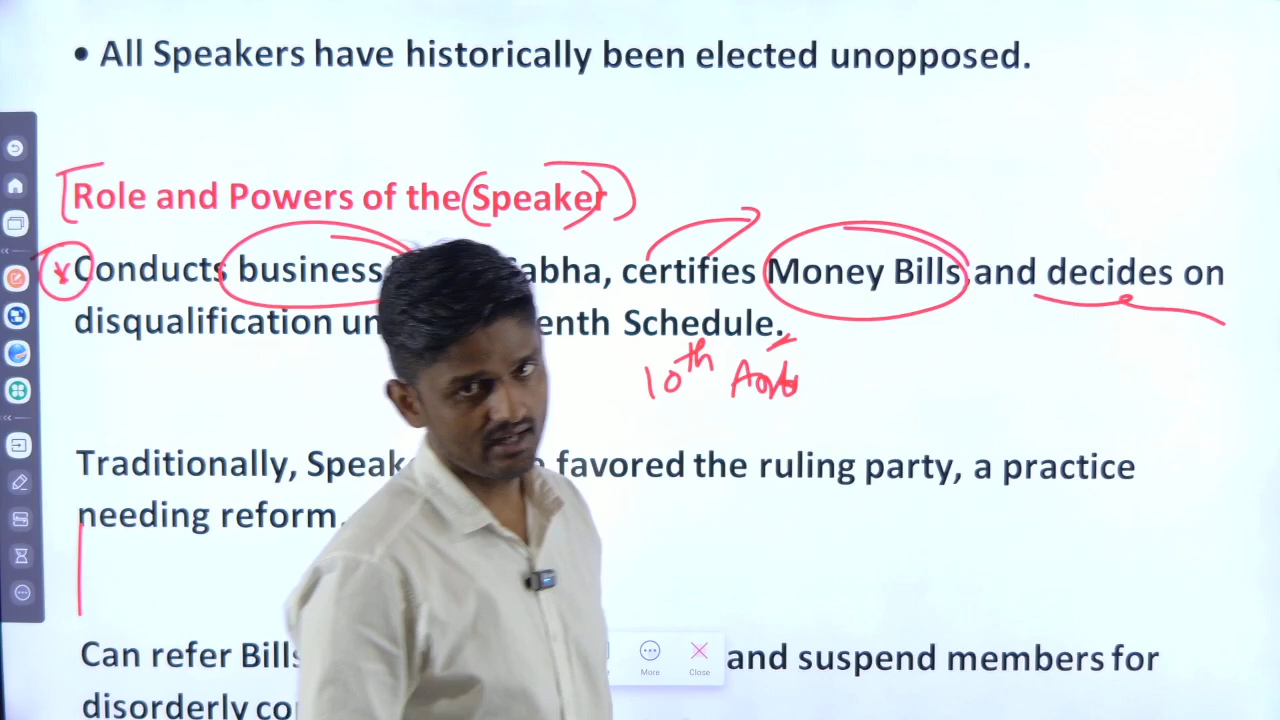 • All Speakers have historically been elected unopposed.
Role and Powers of the Speaker
Conducts business abha, certifies Money Bills and decides on
disqualification un enth Schedule.
10th
Traditionally, Speak favored the ruling party, a practice
needing reform.
Can refer Bills and suspend members for
disorderly co
More
Close